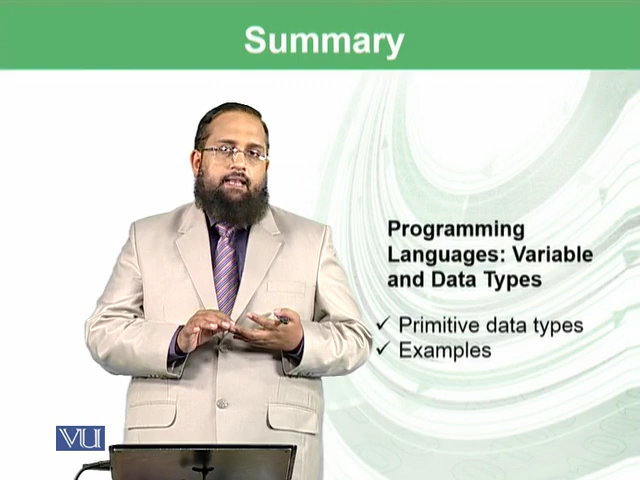 Summary
Programming
Languages: Variable
and Data Types
✓ Primitive data types
✓ Examples
VU